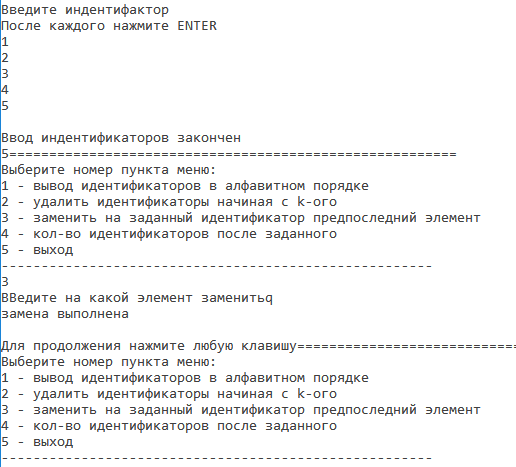 Введите индентифактор
После каждого нажмите ENTER
1
2
3
4
5
Ввод индентификаторов закончен
5========================================================
Выберите номер пункта меню:
1 - вывод идентификаторов в алфавитном порядке
2 - удалить идентификаторы начиная с k-ого
3 - заменить на заданный идентификатор предпоследний элемент
4 - кол-во идентификаторов после заданного
5 - выход
------------------------------------------------------
3
ВВедите на какой элемент заменитьq
замена выполнена
Для продолжения нажмите любую клавишу============================
Выберите номер пункта меню:
1 - вывод идентификаторов в алфавитном порядке
2 - удалить идентификаторы начиная с k-ого
3 - заменить на заданный идентификатор предпоследний элемент
4 - кол-во идентификаторов после заданного
5 - выход
------------------------------------------------------